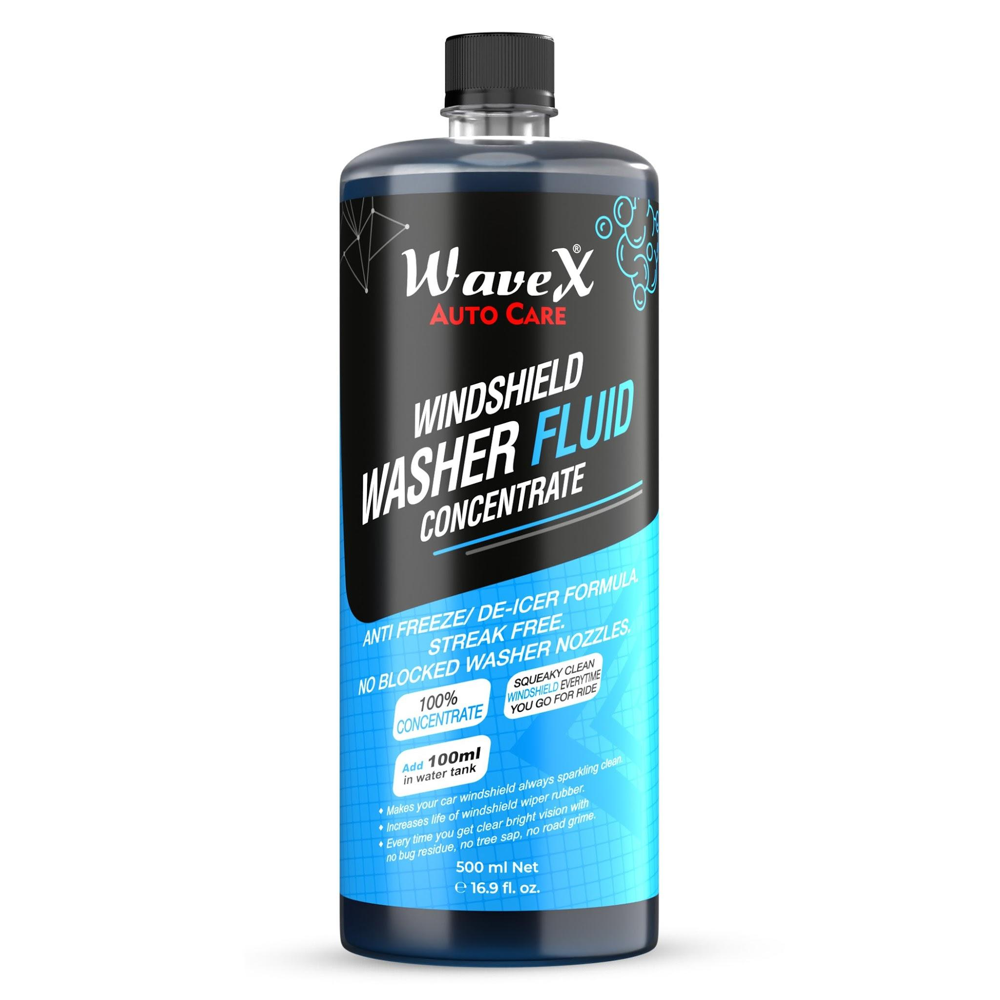 WaveX®
AUTO CARE
WINDSHIELD
WASHER FLUID
CONCENTRATE
ANTI FREEZE/ DE-ICER FORMULA.
STREAK FREE.
NO BLOCKED WASHER NOZZLES.
100%
CONCENTRATE
SQUEAKY CLEAN
WINDSHIELD EVERYTIME
YOU GO FOR RIDE
Add 100ml
in water tank
♦ Makes your car windshield always sparkling clean.
♦ Increases life of windshield wiper rubber.
♦ Every time you get clear bright vision with
no bug residue, no tree sap, no road grime.
500 ml Net
℮ 16.9 fl. oz.